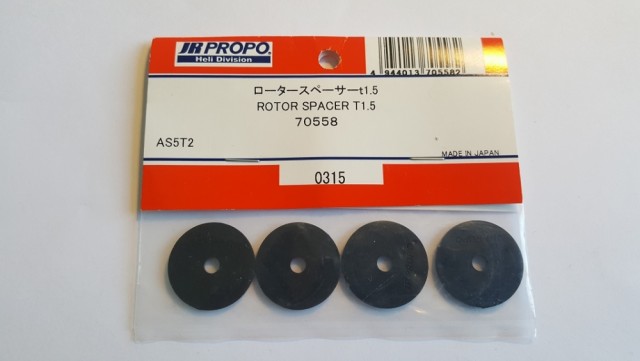 JR PROPO
Heli Division
4 944013 705582
ロータースペーサーt1.5
ROTOR SPACER T1.5
70558
AS5T2
MADE IN JAPAN
0315